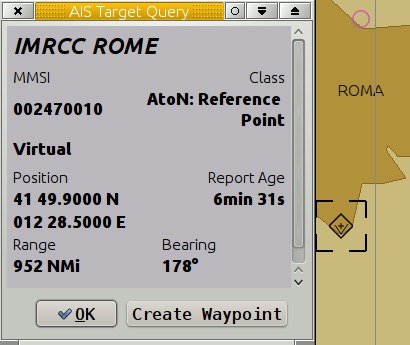 AIS Target Query
IMRCC ROME
MMSI Class
002470010 AtoN: Reference
Point
Virtual
Position Report Age
41 49.9000 N 6min 31s
012 28.5000 E
Range Bearing
952 NMi 178°
OK Create Waypoint
ROMA